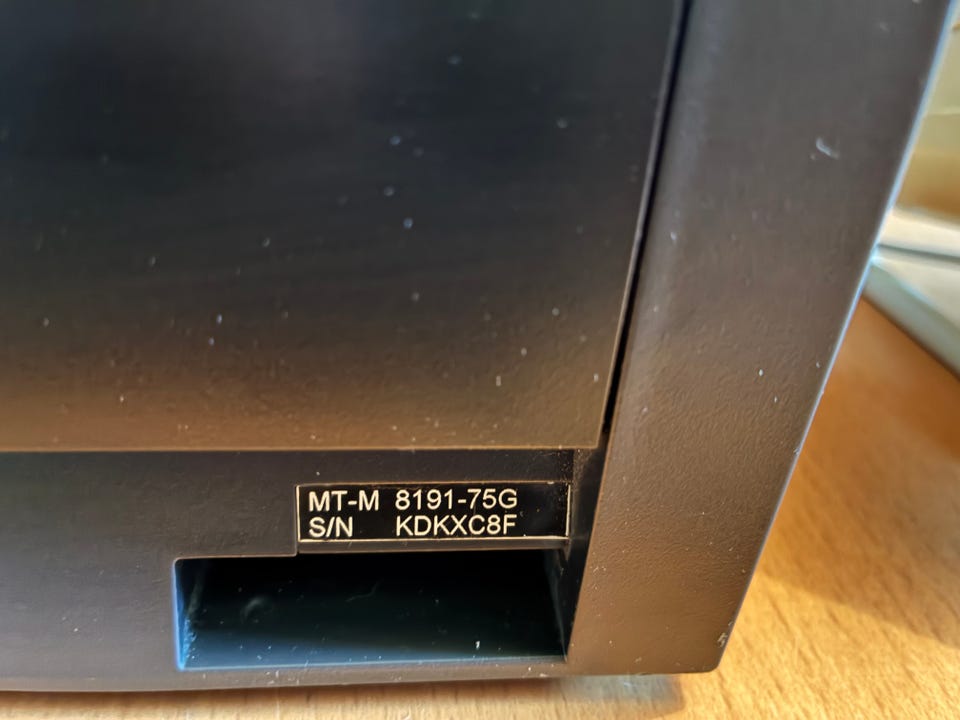 MT-M 8191-75G
S/N KDKXC8F